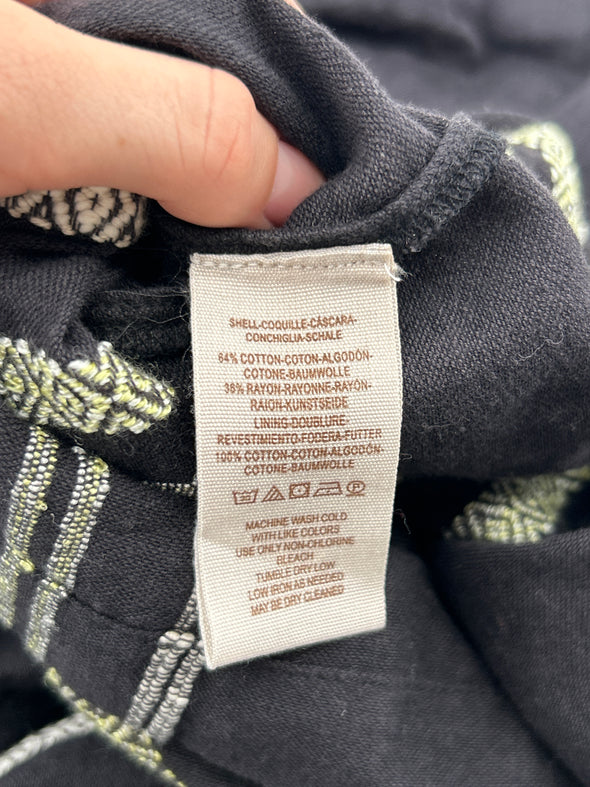 SHELL-COQUILLE-CÁSCARA-
CONCHIGLIA-SCHALE
64% COTTON-COTON-ALGODÓN-
COTONE-BAUMWOLLE
36% RAYON-RAYONNE-RAYÓN-
RAION-KUNSTSEIDE
LINING-DOUBLURE-
REVESTIMIENTO-FODERA-FUTTER
100% COTTON-COTON-ALGODÓN-
COTONE-BAUMWOLLE
MACHINE WASH COLD
WITH LIKE COLORS
USE ONLY NON-CHLORINE
BLEACH
TUMBLE DRY LOW
LOW IRON AS NEEDED
MAY BE DRY CLEANED